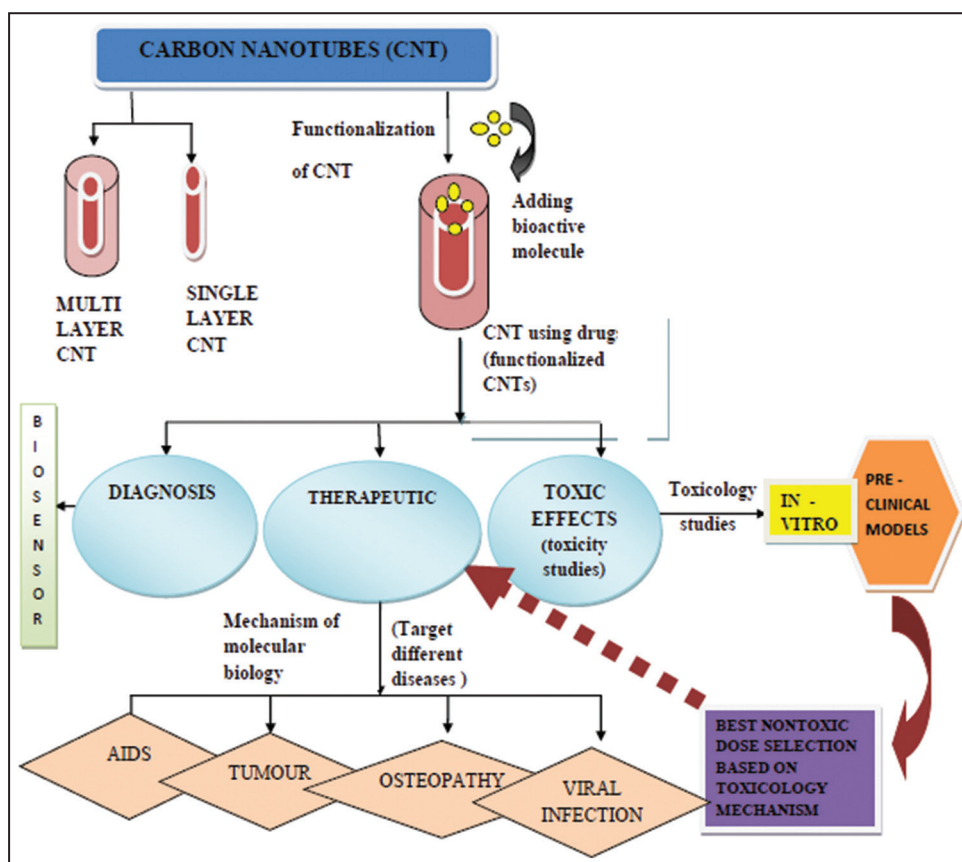 CARBON NANOTUBES (CNT)
Functionalization
of CNT
Adding
bioactive
molecule
MULTI
LAYER
CNT
SINGLE
LAYER
CNT
CNT using drug
(functionalized
CNTs)
B
I
O
S
E
N
S
O
R
DIAGNOSIS
THERAPEUTIC
TOXIC
EFFECTS
(toxicity
studies)
Toxicology
studies
IN -
VITRO
PRE -
CLINICAL
MODELS
Mechanism of
molecular
biology
(Target
different
diseases )
AIDS
TUMOUR
OSTEOPATHY
VIRAL
INFECTION
BEST NONTOXIC
DOSE SELECTION
BASED ON
TOXICOLOGY
MECHANISM